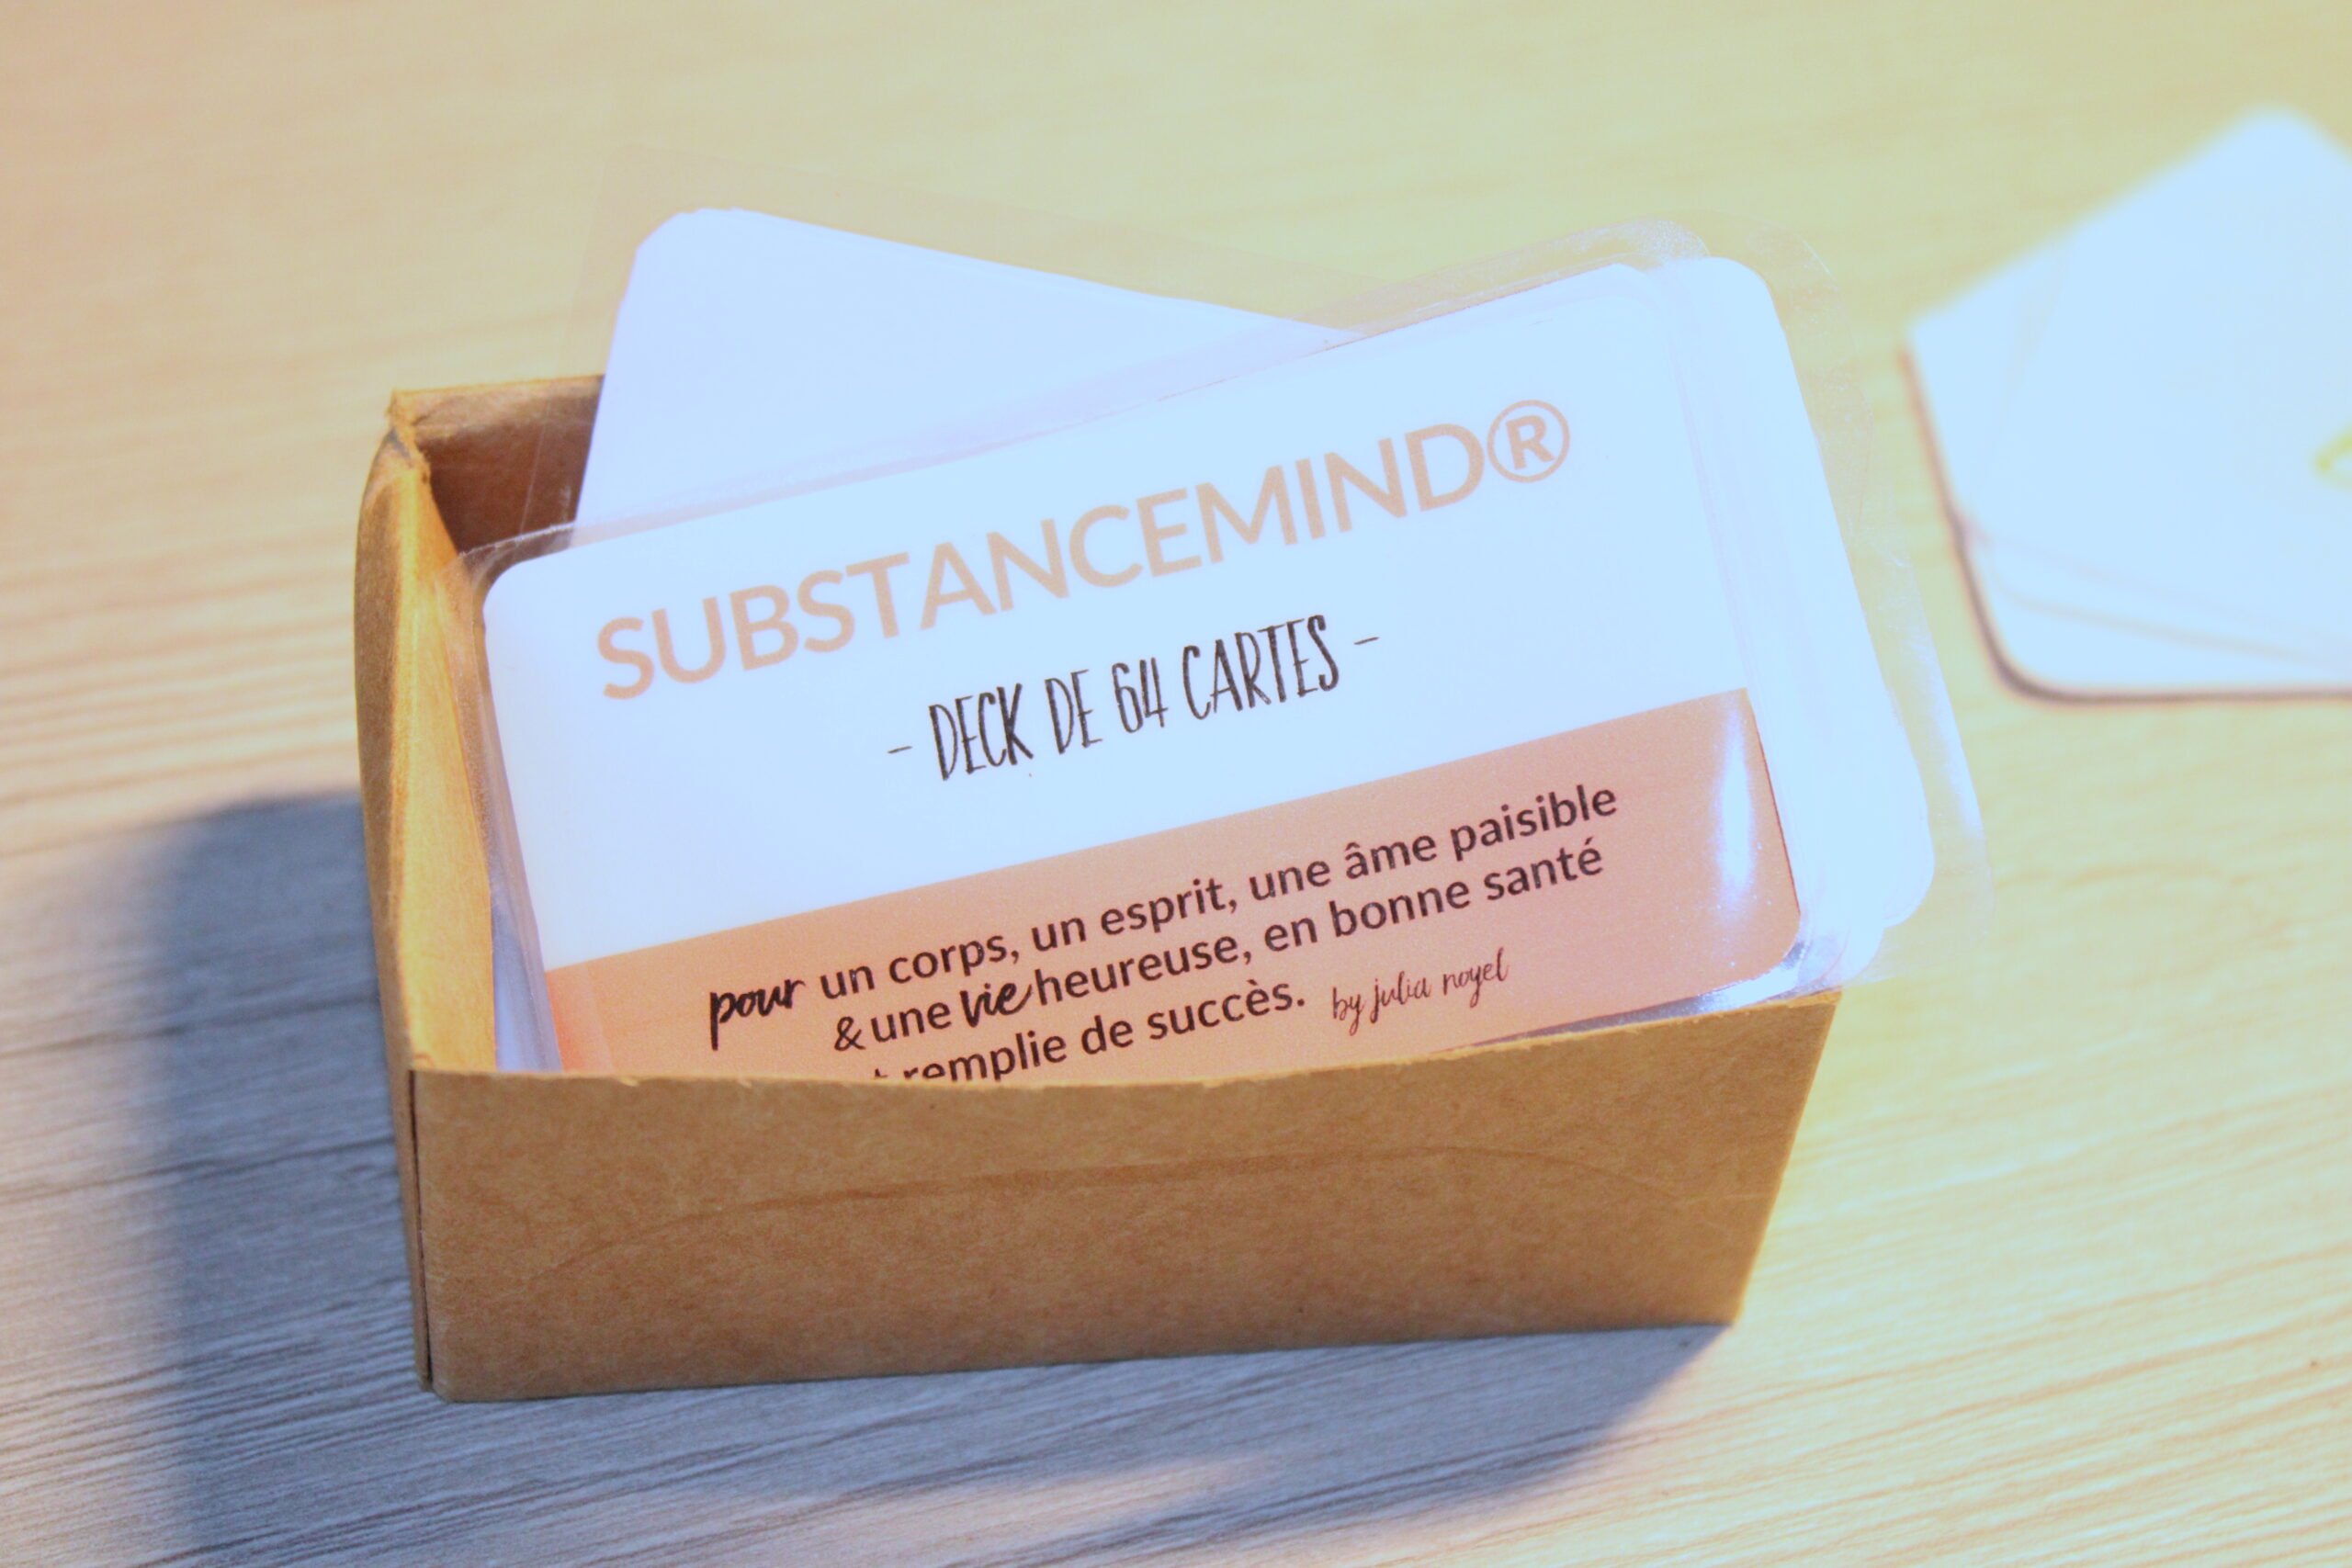 SUBSTANCEMIND®
- DECK DE 64 CARTES -
pour un corps, un esprit, une âme paisible
& une vie heureuse, en bonne santé
remplie de succès. by julia noyel